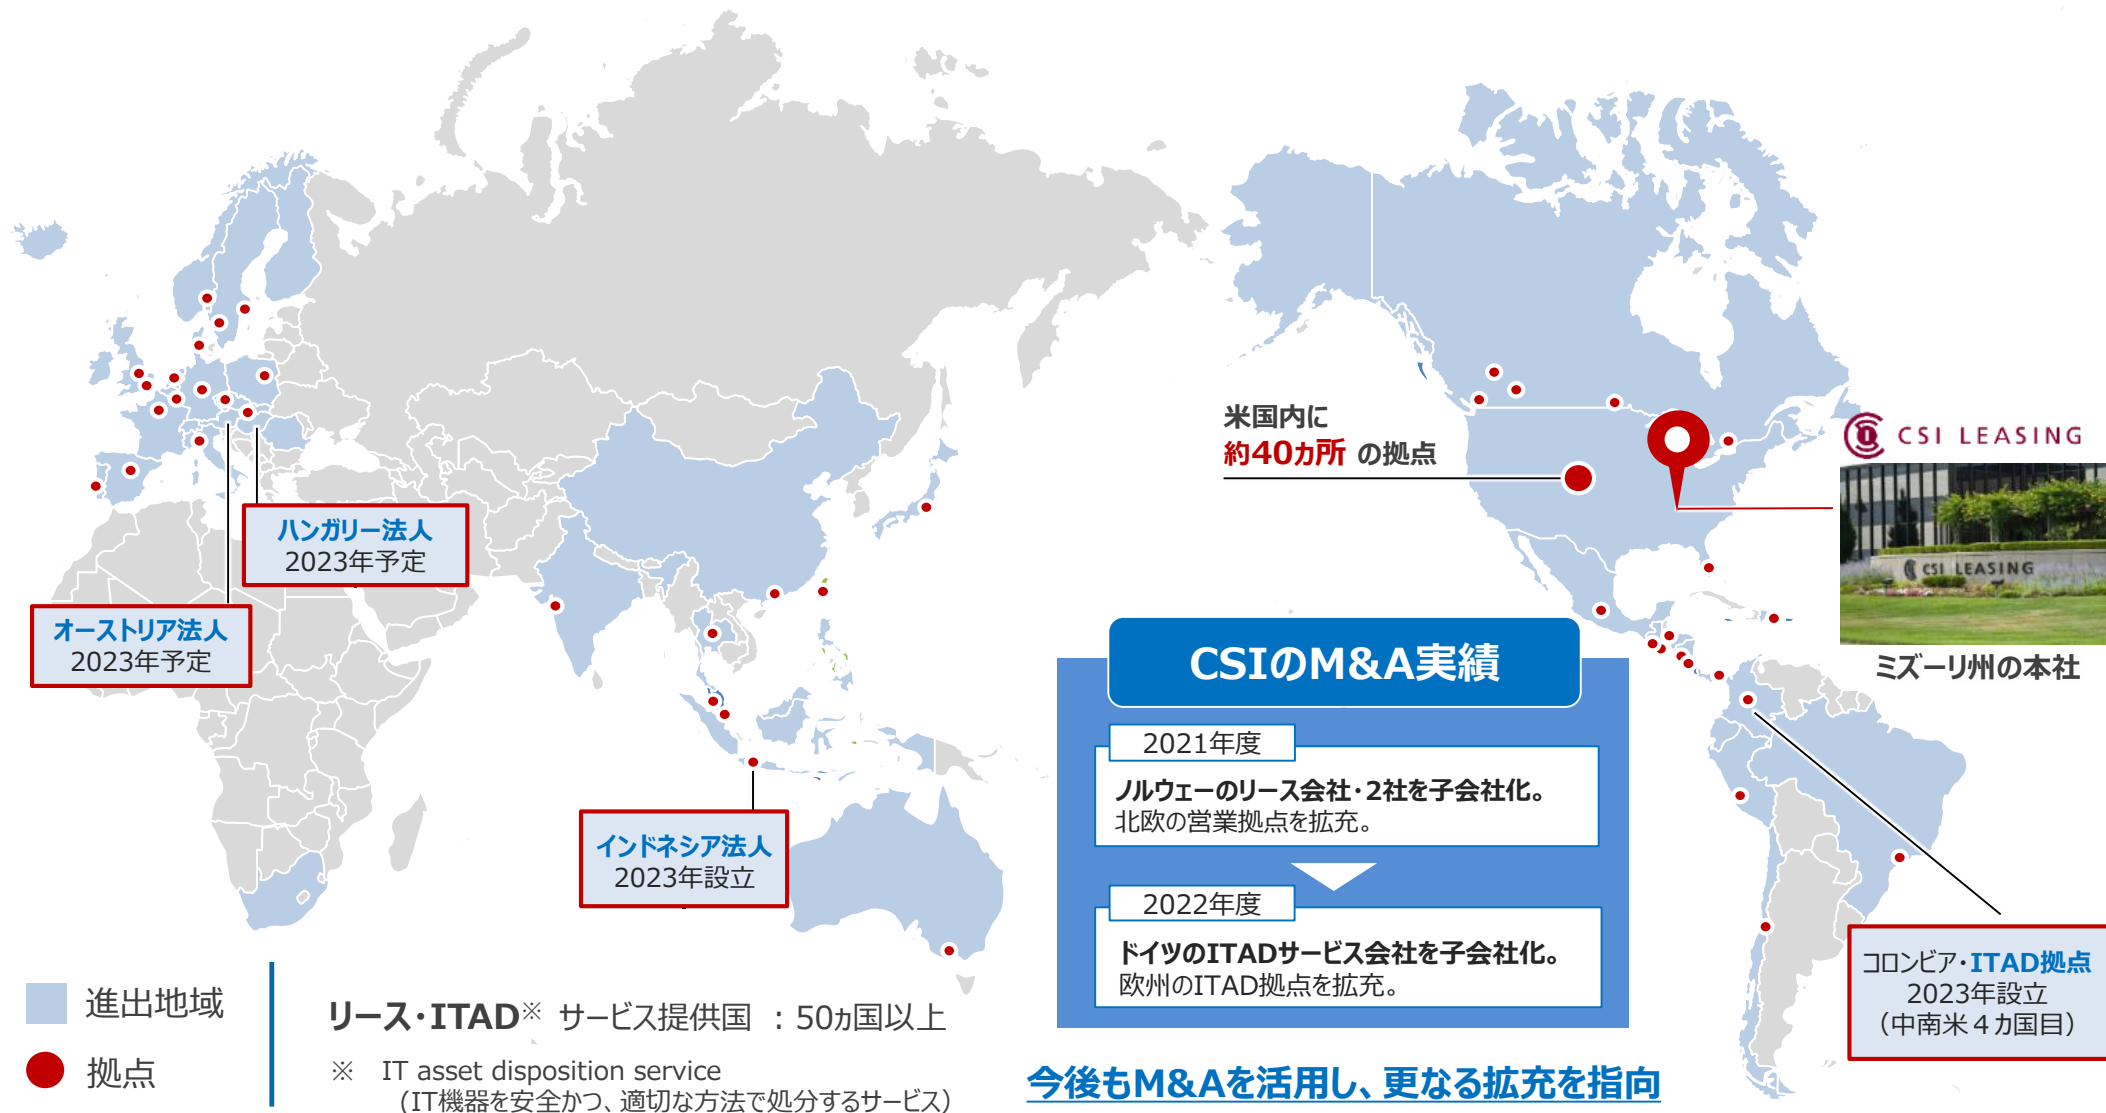 米国内に
約40カ所 の拠点
CSI LEASING
CSI LEASING
ミズーリ州の本社
ハンガリー法人
2023年予定
オーストリア法人
2023年予定
インドネシア法人
2023年設立
CSIのM&A実績
2021年度
ノルウェーのリース会社・2社を子会社化。
北欧の営業拠点を拡充。
2022年度
ドイツのITADサービス会社を子会社化。
欧州のITAD拠点を拡充。
コロンビア・ITAD拠点
2023年設立
（中南米４カ国目）
進出地域
拠点
リース・ITAD※ サービス提供国 ：50ヵ国以上
※ IT asset disposition service
（IT機器を安全かつ、適切な方法で処分するサービス）
今後もM&Aを活用し、更なる拡充を指向